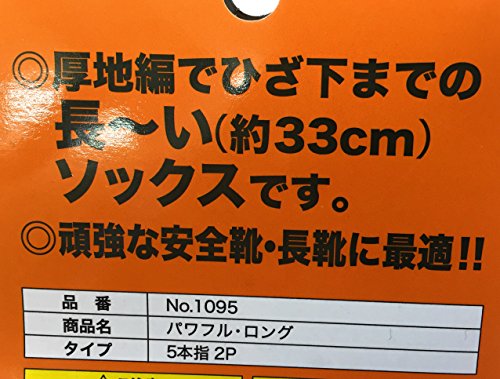 ◎厚地編でひざ下までの
長〜い(約33cm)
ソックスです。
◎頑強な安全靴・長靴に最適!!
品番 No.1095
商品名 パワフル・ロング
タイプ 5本指 2P